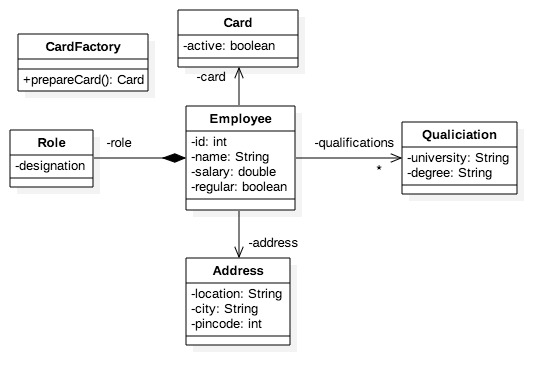 Card
-active: boolean
CardFactory
+prepareCard(): Card
-card
Employee
-id: int
-name: String
-salary: double
-regular: boolean
Role
-designation
-role
-qualifications
*
Qualiciation
-university: String
-degree: String
-address
Address
-location: String
-city: String
-pincode: int